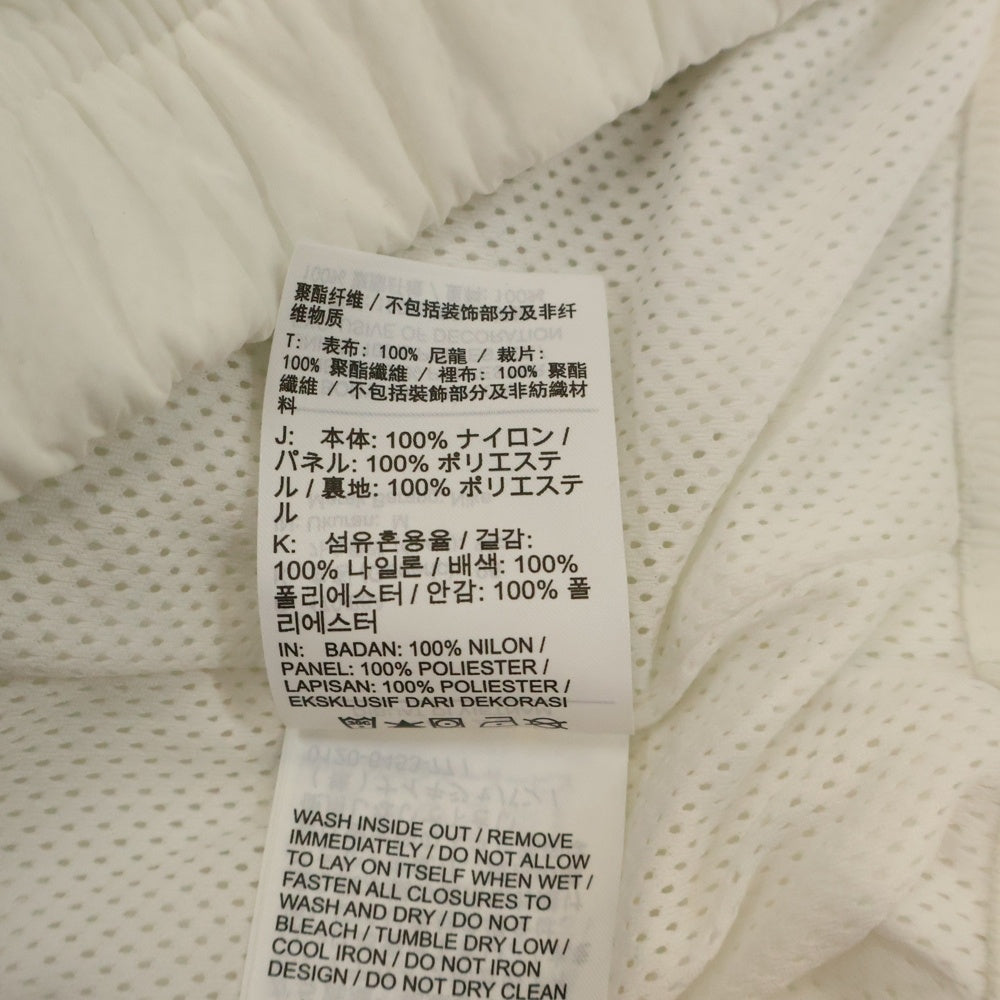 聚酯纤维 / 不包括装饰部分及非纤
维物质
T: 表布: 100% 尼龍 / 裁片:
100% 聚酯纖維 / 裡布: 100% 聚酯
纖維 / 不包括裝飾部分及非紡織材
料
J: 本体: 100% ナイロン /
パネル: 100% ポリエステ
ル / 裏地: 100% ポリエステ
ル
K: 섬유혼용율 / 겉감:
100% 나일론 / 배색: 100%
폴리에스터 / 안감: 100% 폴
리에스터
IN: BADAN: 100% NILON /
PANEL: 100% POLIESTER /
LAPISAN: 100% POLIESTER /
EKSKLUSIF DARI DEKORASI
WASH INSIDE OUT / REMOVE
IMMEDIATELY / DO NOT ALLOW
TO LAY ON ITSELF WHEN WET /
FASTEN ALL CLOSURES TO
WASH AND DRY / DO NOT
BLEACH / TUMBLE DRY LOW /
COOL IRON / DO NOT IRON
DESIGN / DO NOT DRY CLEAN